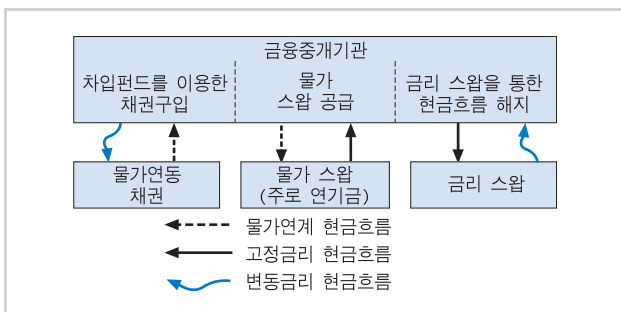 금융중개기관
차입펀드를 이용한
채권구입
물가
스왑 공급
금리 스왑을 통한
현금흐름 해지
물가연동
채권
물가 스왑
(주로 연기금)
금리 스왑
물가연계 현금흐름
고정금리 현금흐름
변동금리 현금흐름